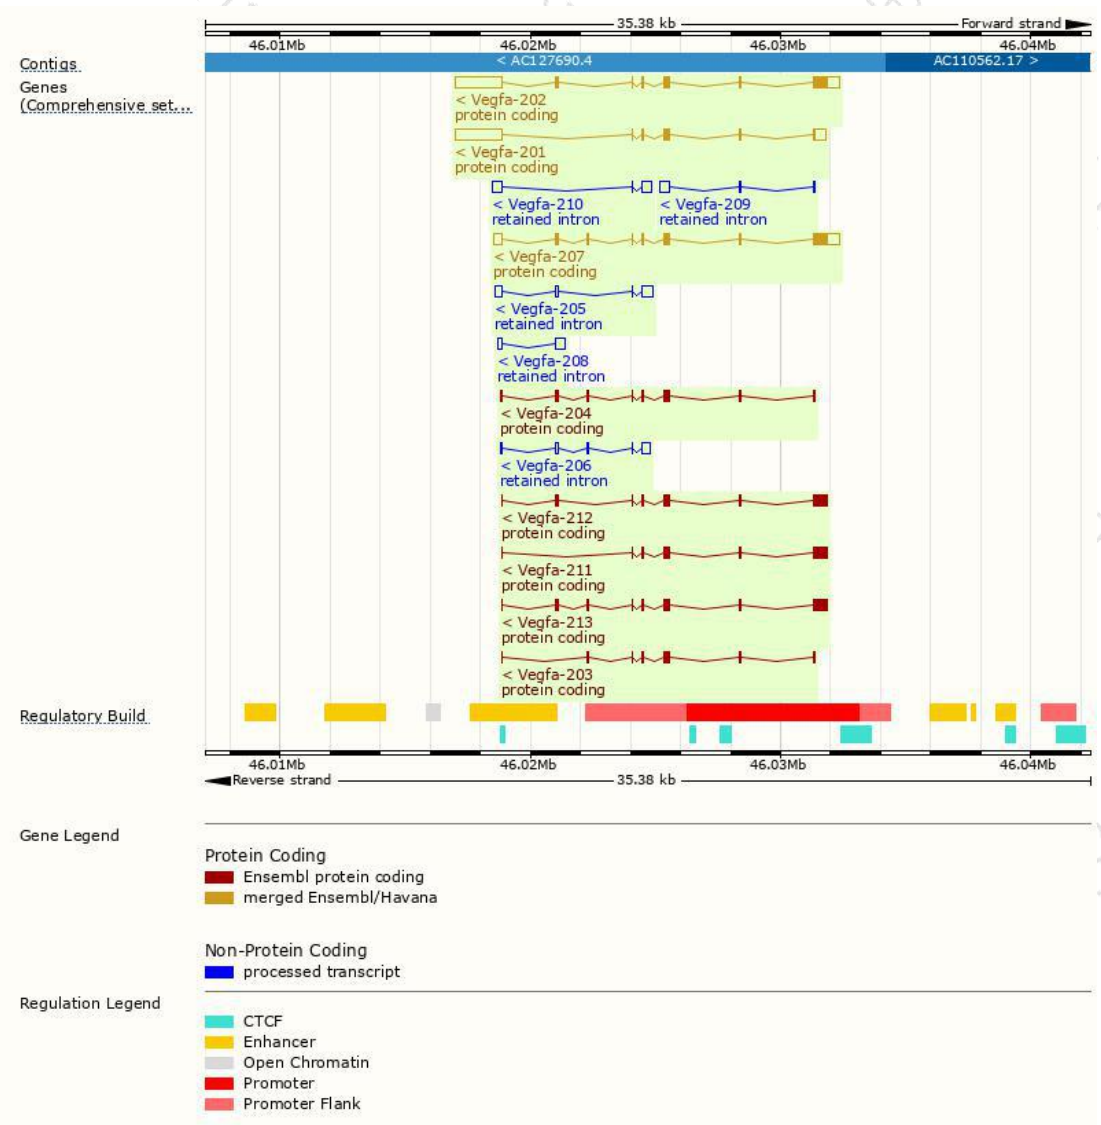 35.38 kb Forward strand
46.01Mb 46.02Mb 46.03Mb 46.04Mb
Contigs < AC127690.4 AC110562.17 >
Genes
(Comprehensive set...
< Vegfa-202
protein coding
< Vegfa-201
protein coding
< Vegfa-210 < Vegfa-209
retained intron retained intron
< Vegfa-207
protein coding
< Vegfa-205
retained intron
< Vegfa-208
retained intron
< Vegfa-204
protein coding
< Vegfa-206
retained intron
< Vegfa-212
protein coding
< Vegfa-211
protein coding
< Vegfa-213
protein coding
< Vegfa-203
protein coding
Regulatory Build
46.01Mb 46.02Mb 46.03Mb 46.04Mb
Reverse strand 35.38 kb
Gene Legend
Protein Coding
Ensembl protein coding
merged Ensembl/Havana
Non-Protein Coding
processed transcript
Regulation Legend
CTCF
Enhancer
Open Chromatin
Promoter
Promoter Flank